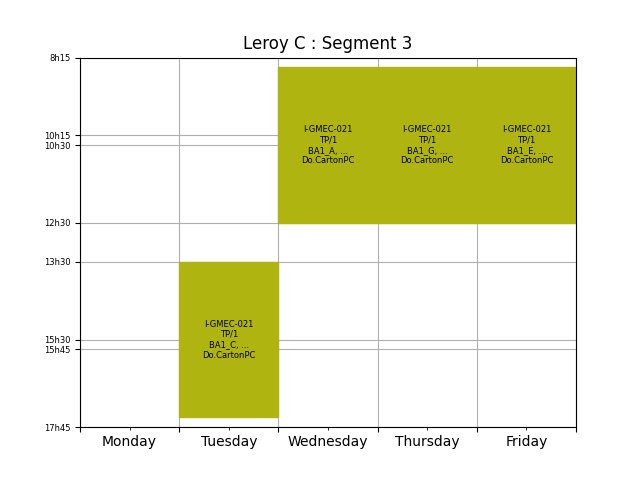 Leroy C : Segment 3
8h15
10h15
10h30
12h30
13h30
15h30
15h45
17h45
I-GMEC-021
TP/1
BA1_A, ...
Do.CartonPC
I-GMEC-021
TP/1
BA1_G, ...
Do.CartonPC
I-GMEC-021
TP/1
BA1_E, ...
Do.CartonPC
I-GMEC-021
TP/1
BA1_C, ...
Do.CartonPC
Monday
Tuesday
Wednesday
Thursday
Friday